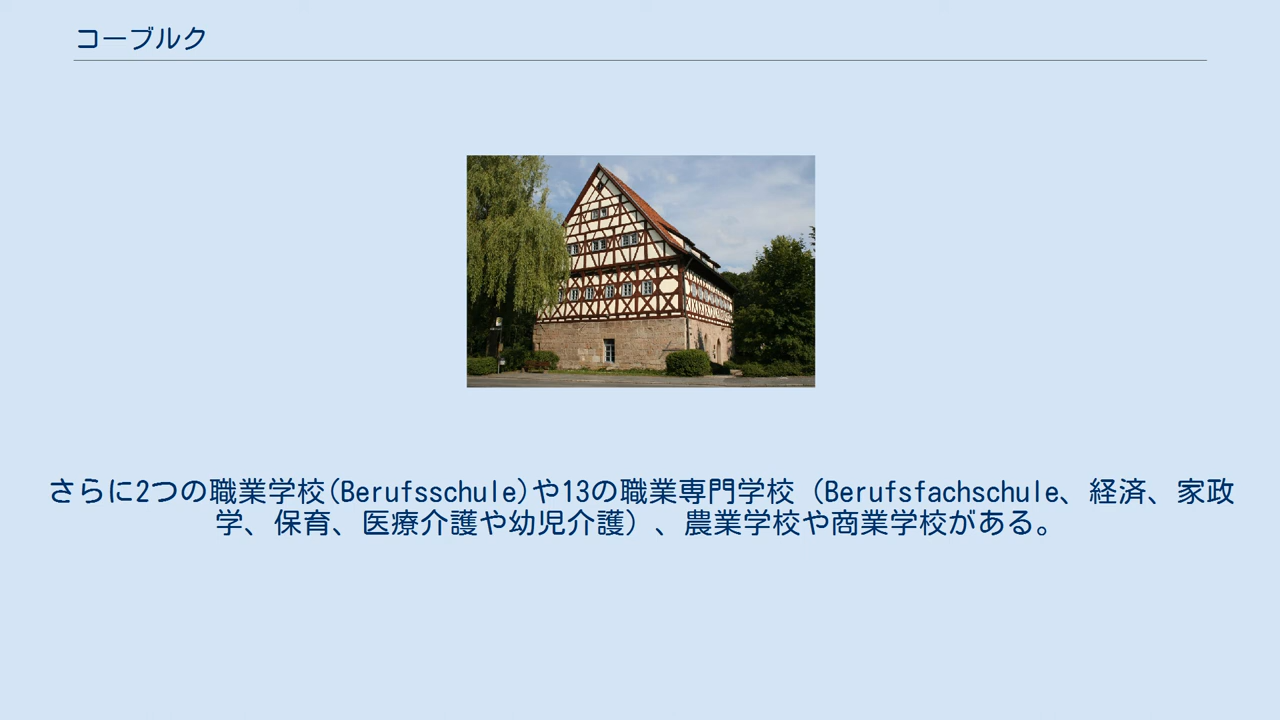 コーブルク
さらに2つの職業学校(Berufsschule)や13の職業専門学校（Berufsfachschule、経済、家政
学、保育、医療介護や幼児介護）、農業学校や商業学校がある。